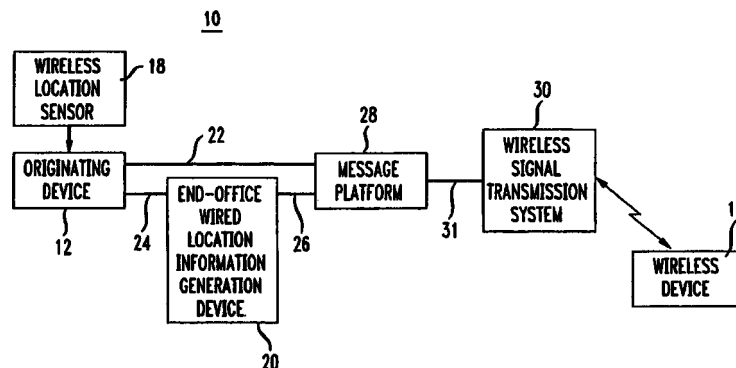 10
WIRELESS
LOCATION
SENSOR
18
ORIGINATING
DEVICE
12
22
24
END-OFFICE
WIRED
LOCATION
INFORMATION
GENERATION
DEVICE
20
26
28
MESSAGE
PLATFORM
31
30
WIRELESS
SIGNAL
TRANSMISSION
SYSTEM
WIRELESS
DEVICE